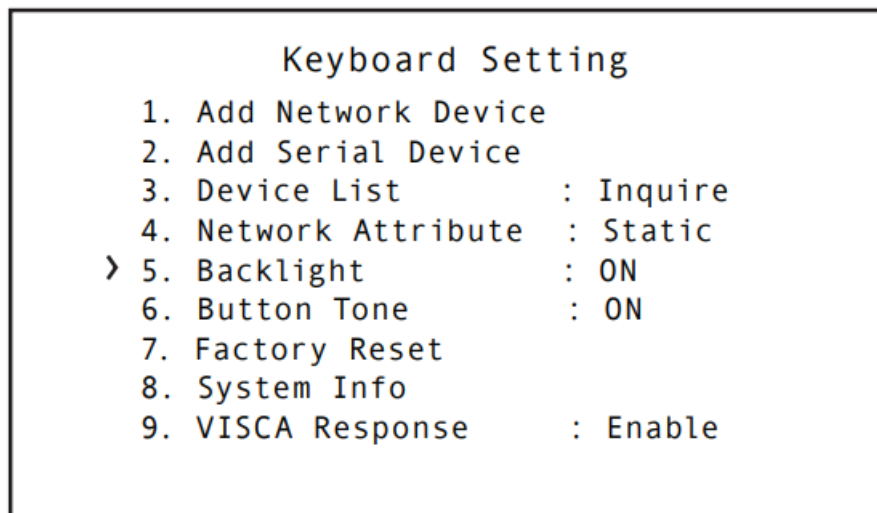 Keyboard Setting
1. Add Network Device
2. Add Serial Device
3. Device List : Inquire
4. Network Attribute : Static
› 5. Backlight : ON
6. Button Tone : ON
7. Factory Reset
8. System Info
9. VISCA Response : Enable